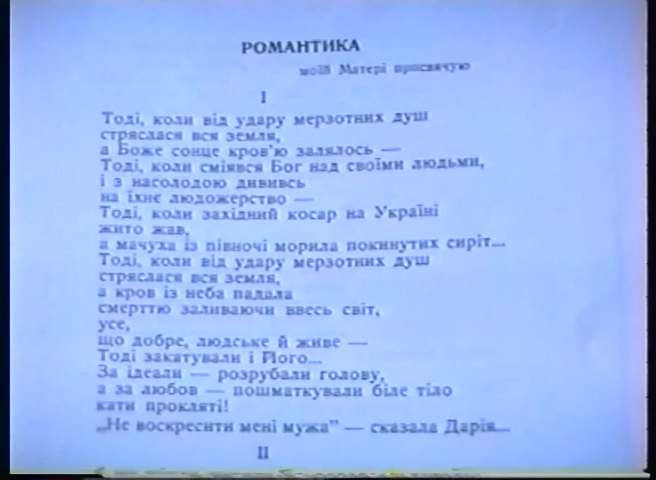 РОМАНТИКА
моїй Матері присвячую
I
Тоді, коли від удару мерзотних душ
стряслася вся земля,
а Боже сонце кров'ю залялось —
Тоді, коли сміявся Бог над своїми людьми,
і з насолодою дививсь
на їхнє людожерство —
Тоді, коли західний косар на Україні
жито жав,
а мачуха із півночі морила покинутих сиріт...
Тоді, коли від удару мерзотних душ
стряслася вся земля,
а кров із неба падала
смерттю заливаючи ввесь світ,
усе,
що добре, людське й живе —
Тоді закатували і Його...
За ідеали — розрубали голову,
а за любов — пошматкували біле тіло
кати прокляті!
„Не воскресити мені мужа” — сказала Дарія...
II